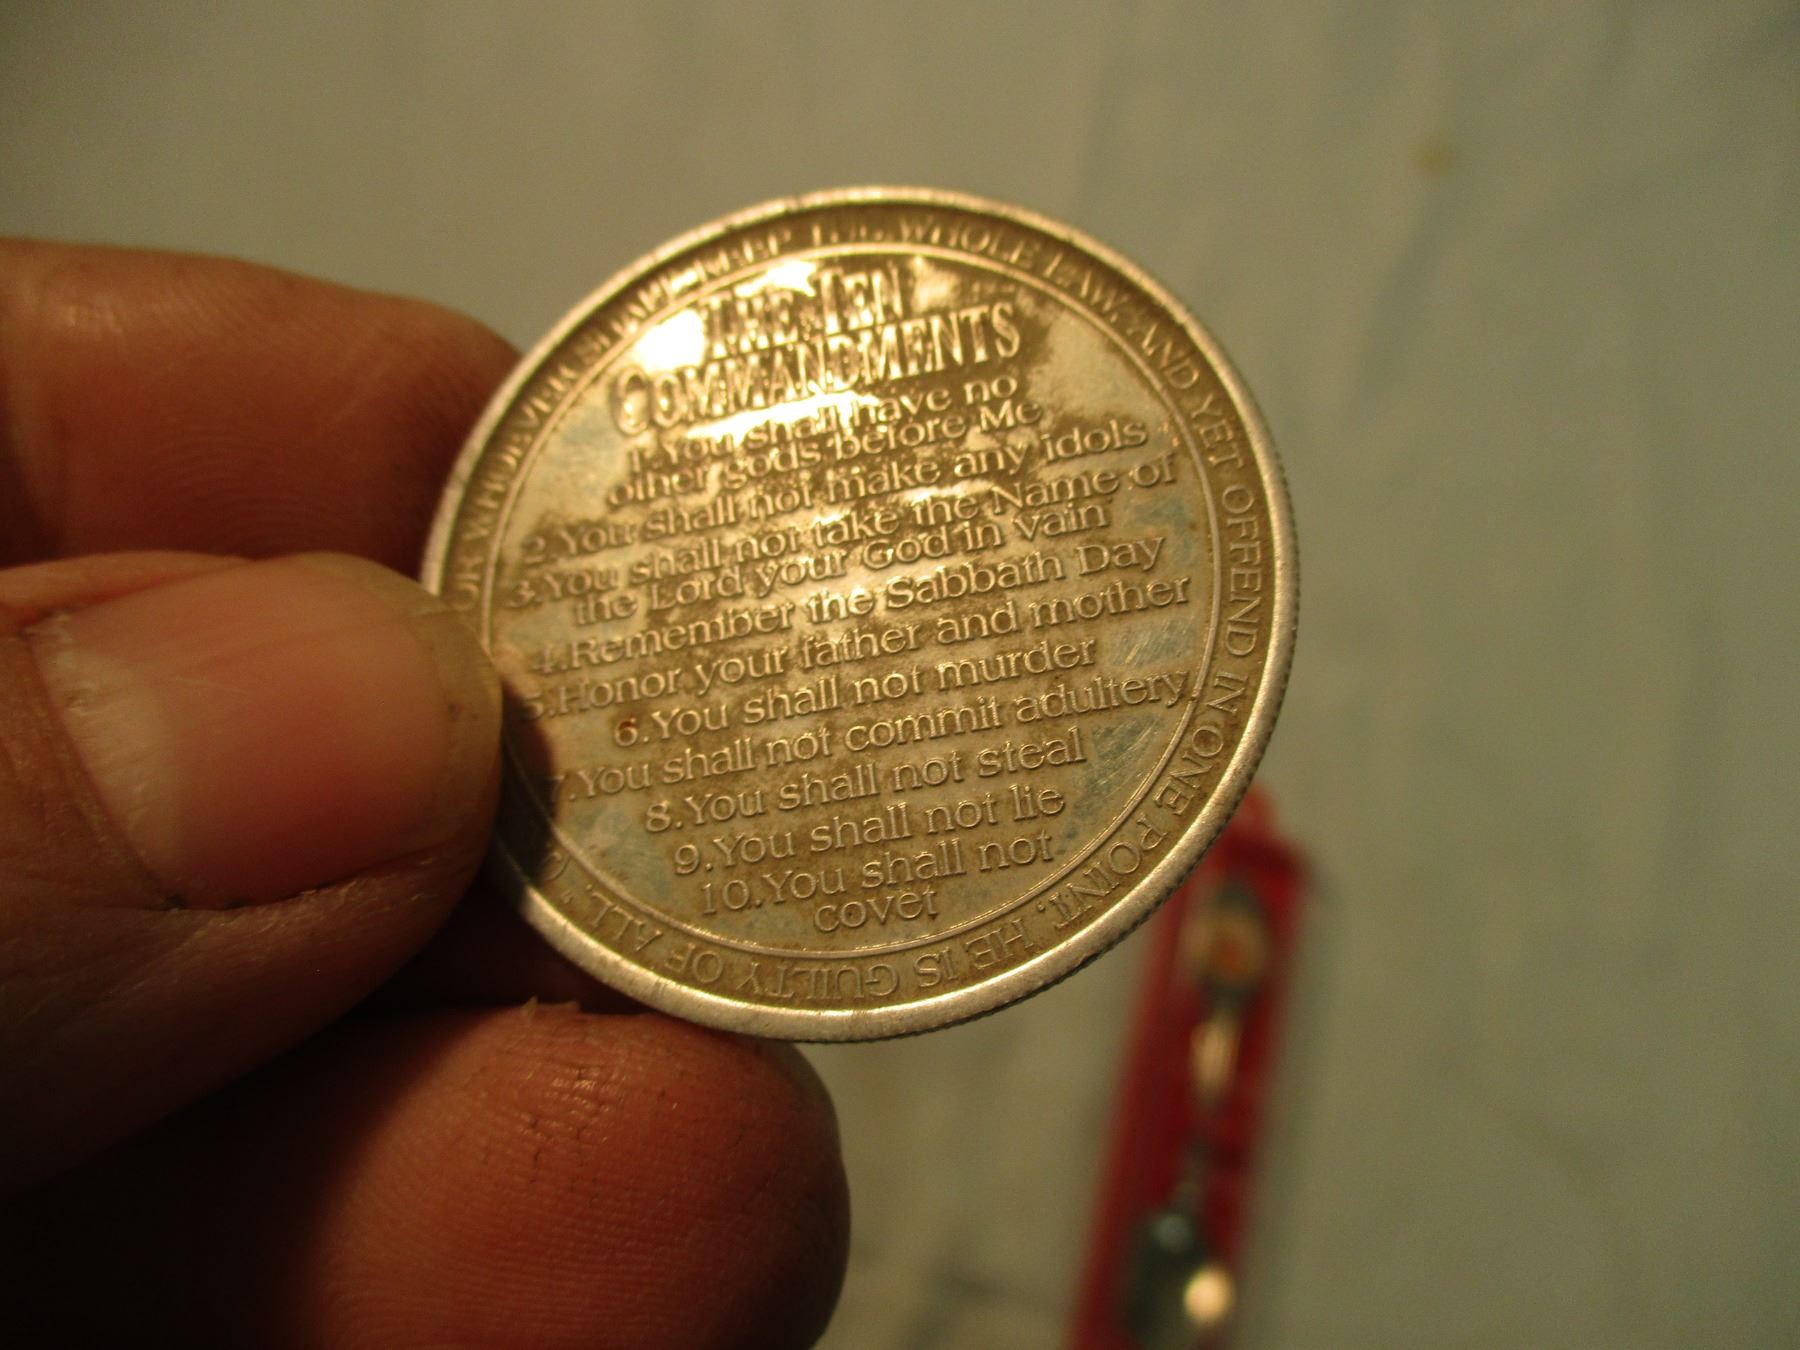 THE TEN
COMMANDMENTS
1.You shall have no
other gods before Me
2.You shall not make any idols
3.You shall not take the Name of
the Lord your God in vain
4.Remember the Sabbath Day
5.Honor your father and mother
6.You shall not murder
7.You shall not commit adultery
8.You shall not steal
9.You shall not lie
10.You shall not
covet
OR WHOEVER SHALL KEEP THE WHOLE LAW, AND YET OFFEND IN ONE POINT, HE IS GUILTY OF ALL."